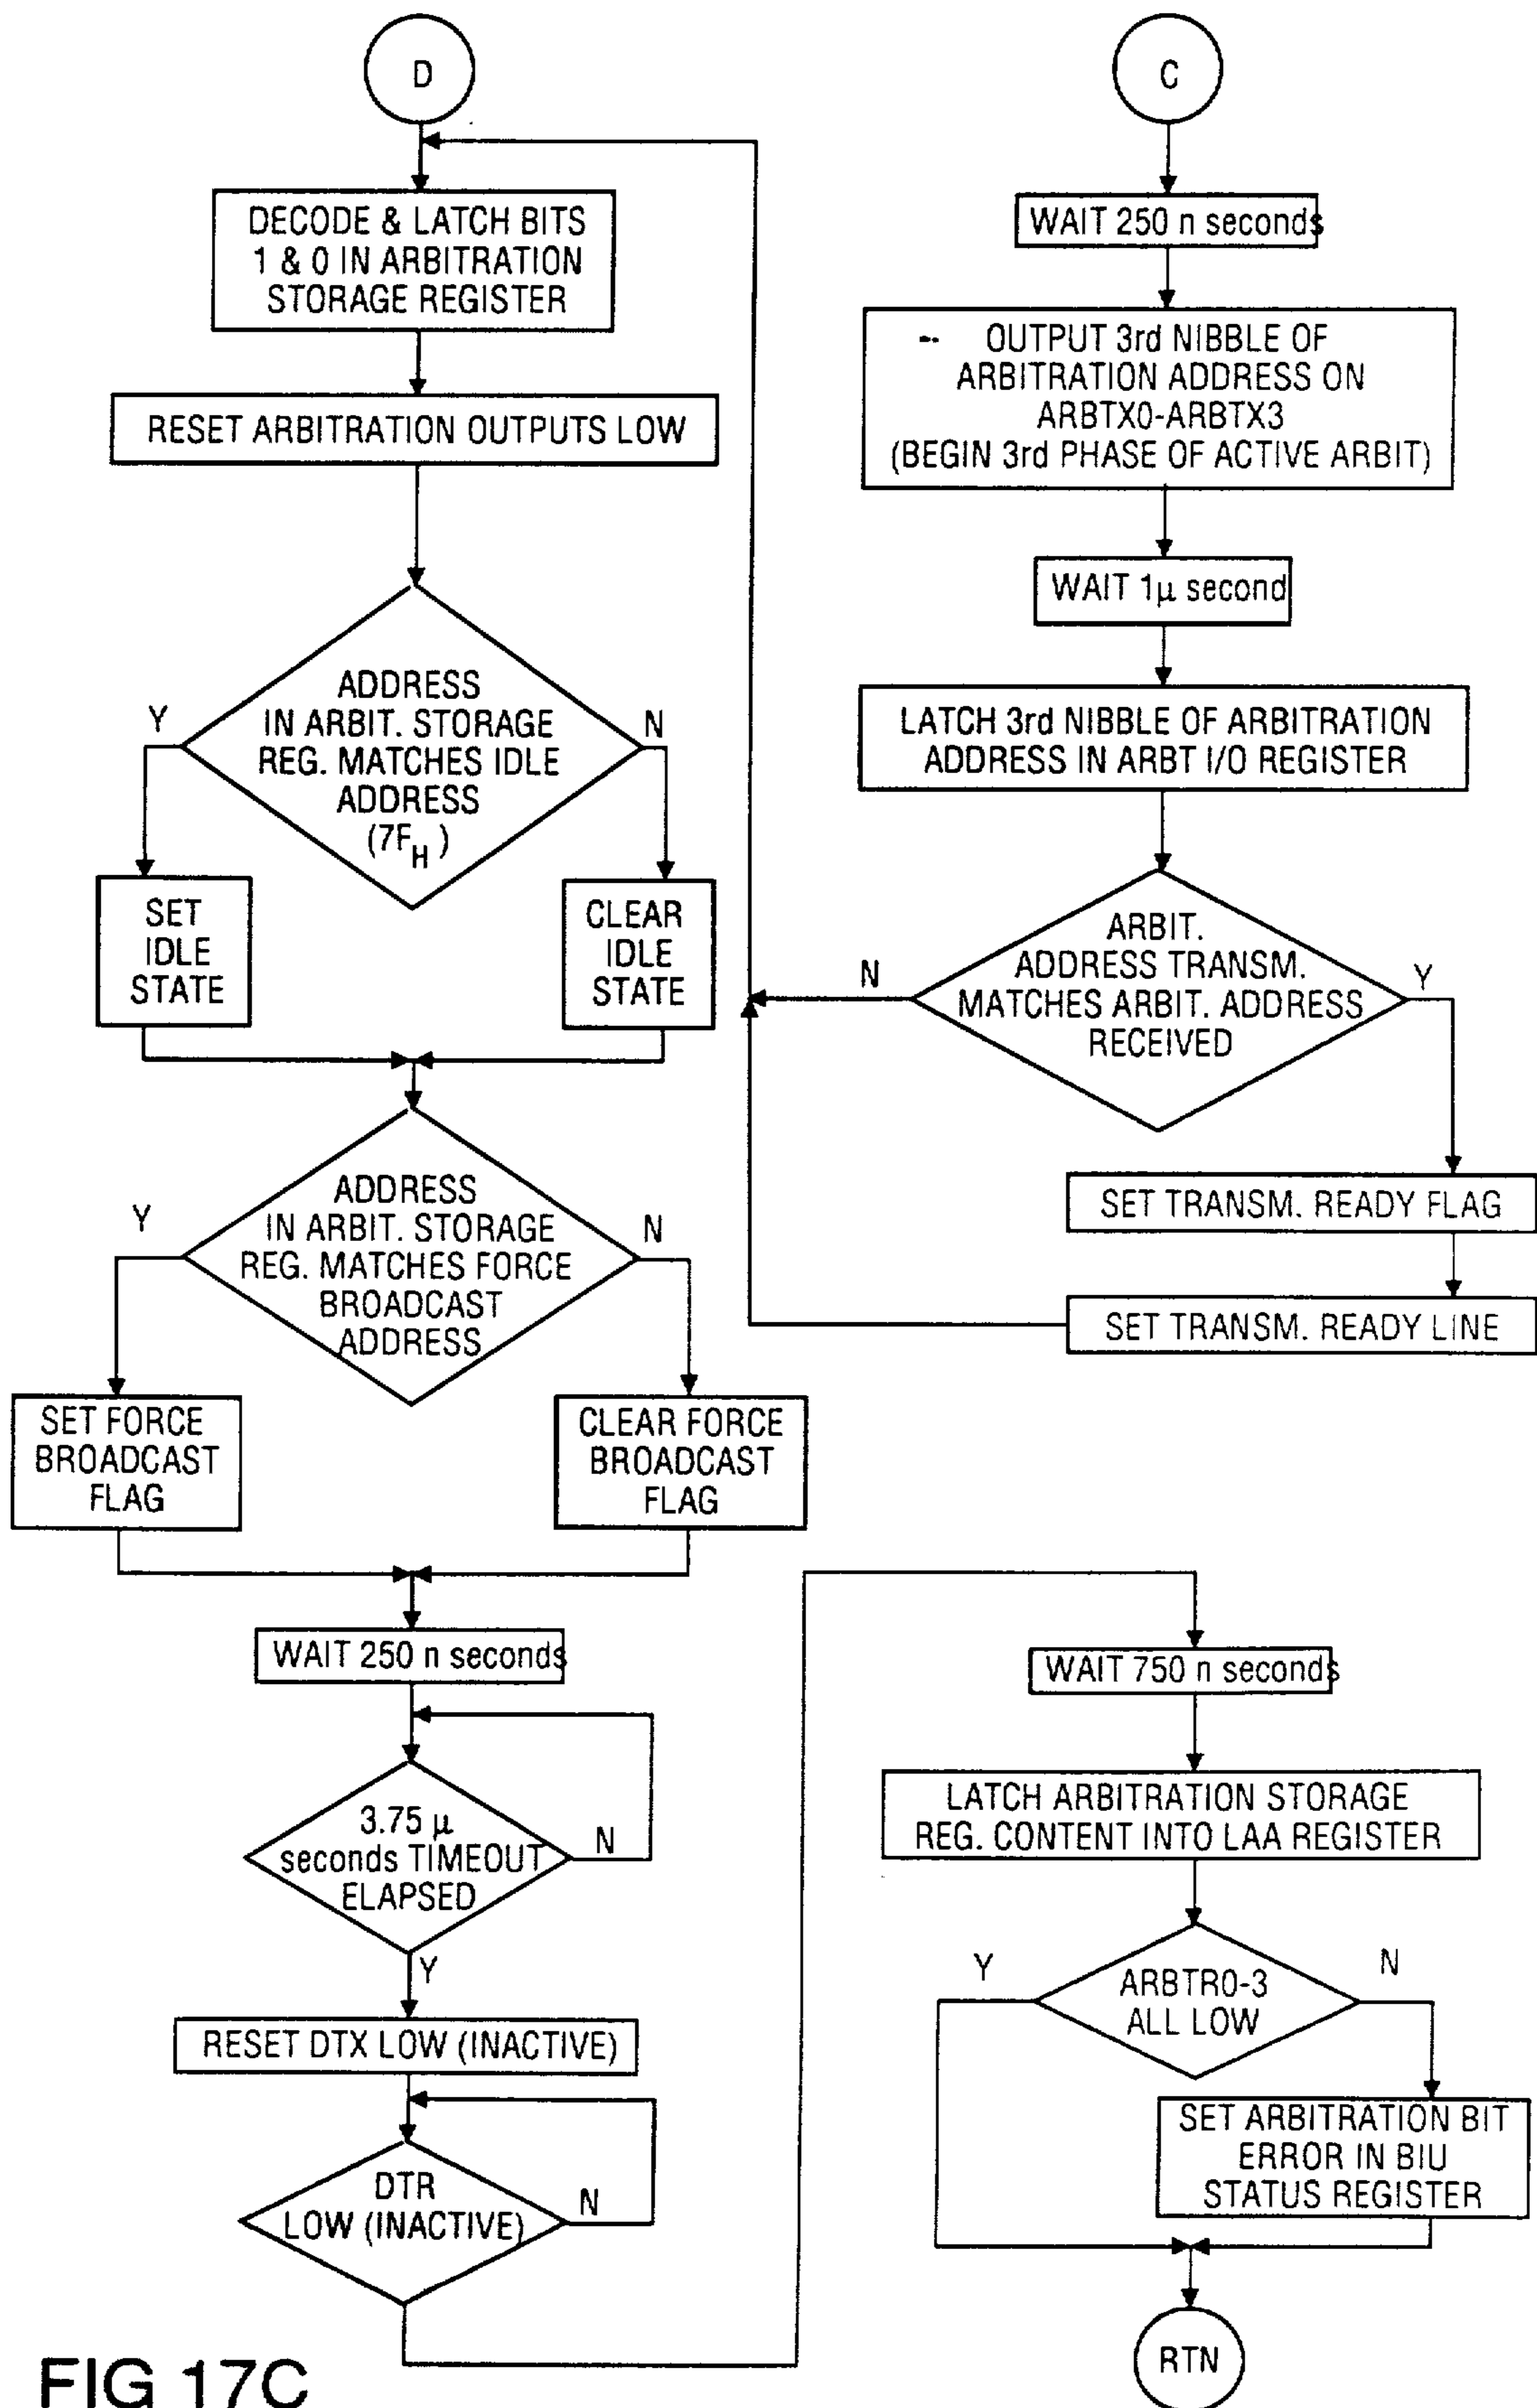 D
DECODE & LATCH BITS
1 & 0 IN ARBITRATION
STORAGE REGISTER
RESET ARBITRATION OUTPUTS LOW
ADDRESS
IN ARBIT. STORAGE
REG. MATCHES IDLE
ADDRESS
(7FH)
Y
N
SET
IDLE
STATE
CLEAR
IDLE
STATE
ADDRESS
IN ARBIT. STORAGE
REG. MATCHES FORCE
BROADCAST
ADDRESS
Y
N
SET FORCE
BROADCAST
FLAG
CLEAR FORCE
BROADCAST
FLAG
WAIT 250 n seconds
3.75 µ
seconds TIMEOUT
ELAPSED
N
Y
RESET DTX LOW (INACTIVE)
DTR
LOW (INACTIVE)
N
C
WAIT 250 n seconds
OUTPUT 3rd NIBBLE OF
ARBITRATION ADDRESS ON
ARBTX0-ARBTX3
(BEGIN 3rd PHASE OF ACTIVE ARBIT)
WAIT 1µ second
LATCH 3rd NIBBLE OF ARBITRATION
ADDRESS IN ARBT I/O REGISTER
ARBIT.
ADDRESS TRANSM.
MATCHES ARBIT. ADDRESS
RECEIVED
N
Y
SET TRANSM. READY FLAG
SET TRANSM. READY LINE
WAIT 750 n seconds
LATCH ARBITRATION STORAGE
REG. CONTENT INTO LAA REGISTER
ARBTR0-3
ALL LOW
Y
N
SET ARBITRATION BIT
ERROR IN BIU
STATUS REGISTER
RTN
FIG 17C